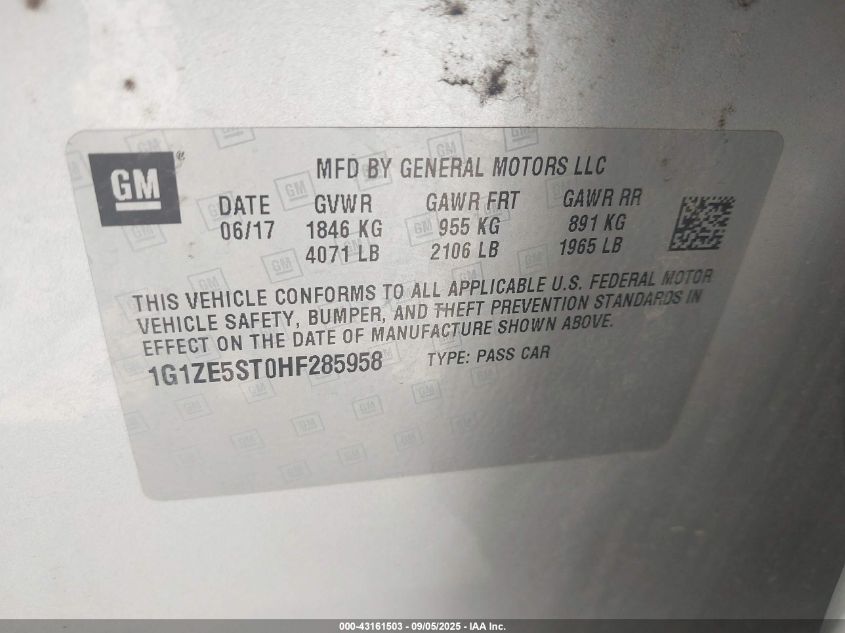 GM®
MFD BY GENERAL MOTORS LLC
DATE GVWR GAWR FRT GAWR RR
06/17 1846 KG 955 KG 891 KG
4071 LB 2106 LB 1965 LB
THIS VEHICLE CONFORMS TO ALL APPLICABLE U.S. FEDERAL MOTOR
VEHICLE SAFETY, BUMPER, AND THEFT PREVENTION STANDARDS IN
EFFECT ON THE DATE OF MANUFACTURE SHOWN ABOVE.
1G1ZE5ST0HF285958 TYPE: PASS CAR
000-43161503 - 09/05/2025 - IAA Inc.